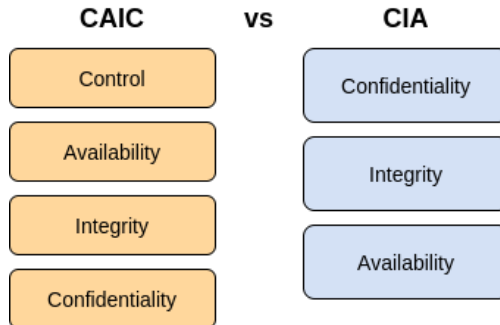 CAIC vs CIA
Control
Availability
Integrity
Confidentiality
Confidentiality
Integrity
Availability